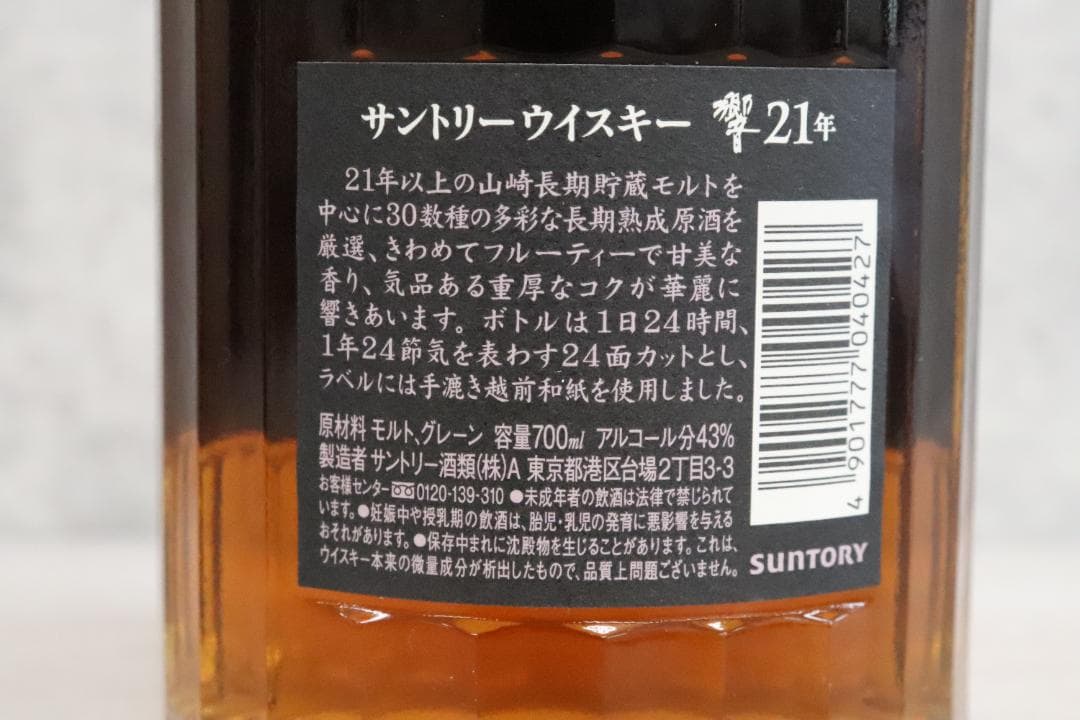 サントリーウイスキー 響 21年
21年以上の山崎長期貯蔵モルトを
中心に30数種の多彩な長期熟成原酒を
厳選、きわめてフルーティーで甘美な
香り、気品ある重厚なコクが華麗に
響きあいます。ボトルは1日24時間、
1年24節気を表わす24面カットとし、
ラベルには手漉き越前和紙を使用しました。
原材料 モルト、グレーン 容量700ml アルコール分43%
製造者 サントリー酒類(株)A 東京都港区台場2丁目3-3
お客様センター 0120-139-310 ●未成年者の飲酒は法律で禁じられて
います。●妊娠中や授乳期の飲酒は、胎児・乳児の発育に悪影響を与える
おそれがあります。●保存中まれに沈殿物を生じることがあります。これは、
ウイスキー本来の微量成分が析出したもので、品質上問題ございません。
SUNTORY
4 901777 040427